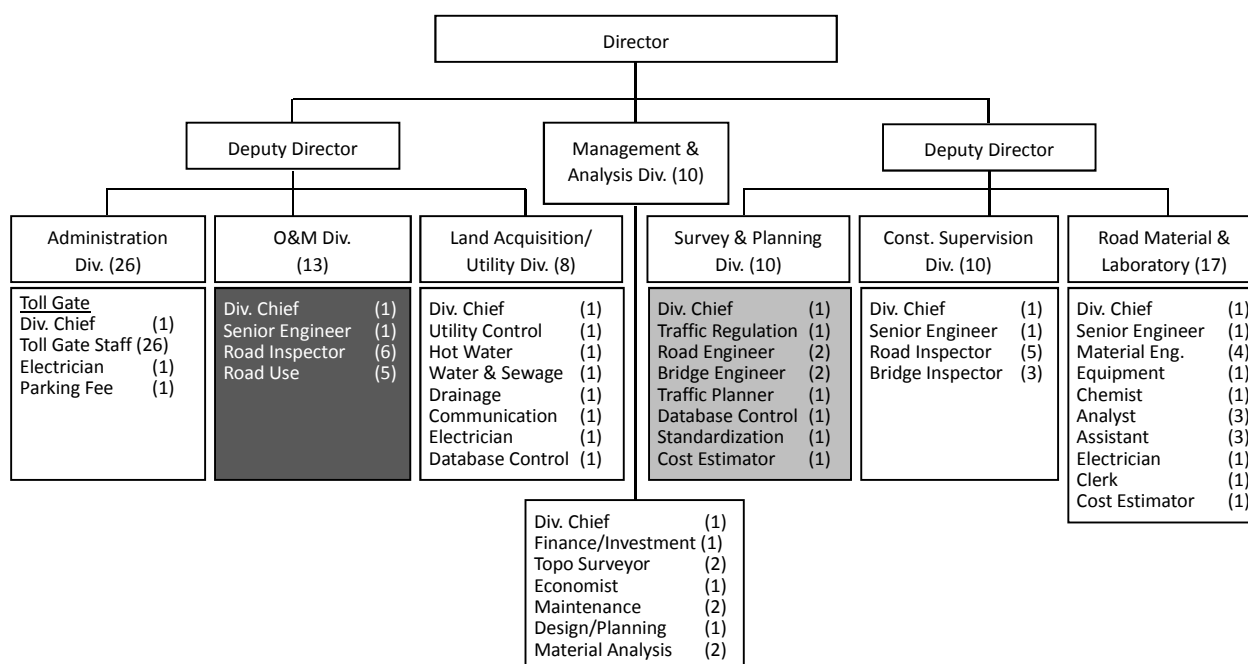 Director
Deputy Director
Management &
Analysis Div. (10)
Deputy Director
Administration
Div. (26)
Toll Gate
Div. Chief (1)
Toll Gate Staff (26)
Electrician (1)
Parking Fee (1)
O&M Div.
(13)
Div. Chief (1)
Senior Engineer (1)
Road Inspector (6)
Road Use (5)
Land Acquisition/
Utility Div. (8)
Div. Chief (1)
Utility Control (1)
Hot Water (1)
Water & Sewage (1)
Drainage (1)
Communication (1)
Electrician (1)
Database Control (1)
Survey & Planning
Div. (10)
Div. Chief (1)
Traffic Regulation (1)
Road Engineer (2)
Bridge Engineer (2)
Traffic Planner (1)
Database Control (1)
Standardization (1)
Cost Estimator (1)
Const. Supervision
Div. (10)
Div. Chief (1)
Senior Engineer (1)
Road Inspector (5)
Bridge Inspector (3)
Road Material &
Laboratory (17)
Div. Chief (1)
Senior Engineer (1)
Material Eng. (4)
Equipment (1)
Chemist (1)
Analyst (3)
Assistant (3)
Electrician (1)
Clerk (1)
Cost Estimator (1)
Div. Chief (1)
Finance/Investment (1)
Topo Surveyor (2)
Economist (1)
Maintenance (2)
Design/Planning (1)
Material Analysis (2)